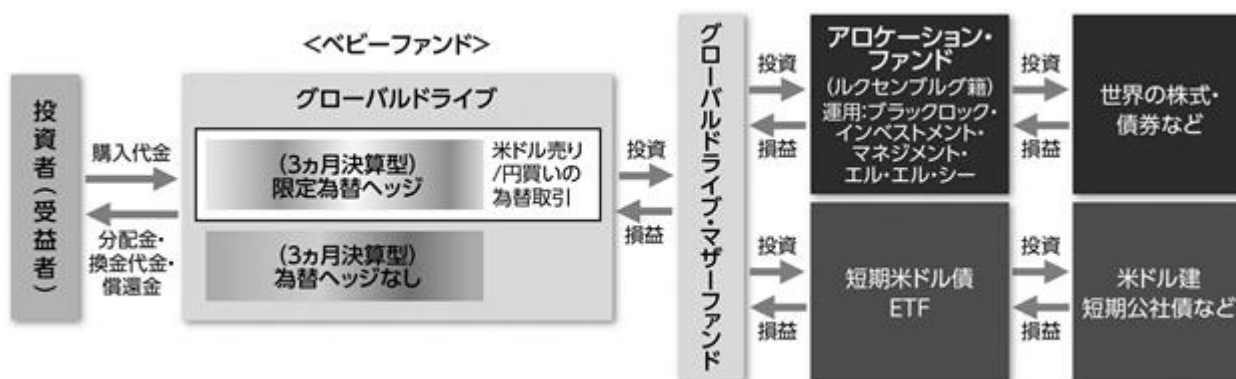 投資者(受益者)
購入代金
分配金・
換金代金・
償還金
<ベビーファンド>
グローバルドライブ
(3ヵ月決算型)
限定為替ヘッジ
米ドル売り
/円買いの
為替取引
(3ヵ月決算型)
為替ヘッジなし
投資
損益
グローバルドライブ・マザーファンド
投資
損益
アロケーション・
ファンド
(ルクセンブルグ籍)
運用:ブラックロック・
インベストメント・
マネジメント・
エル・エル・シー
投資
損益
世界の株式・
債券など
投資
損益
短期米ドル債
ETF
投資
損益
米ドル建
短期公社債など